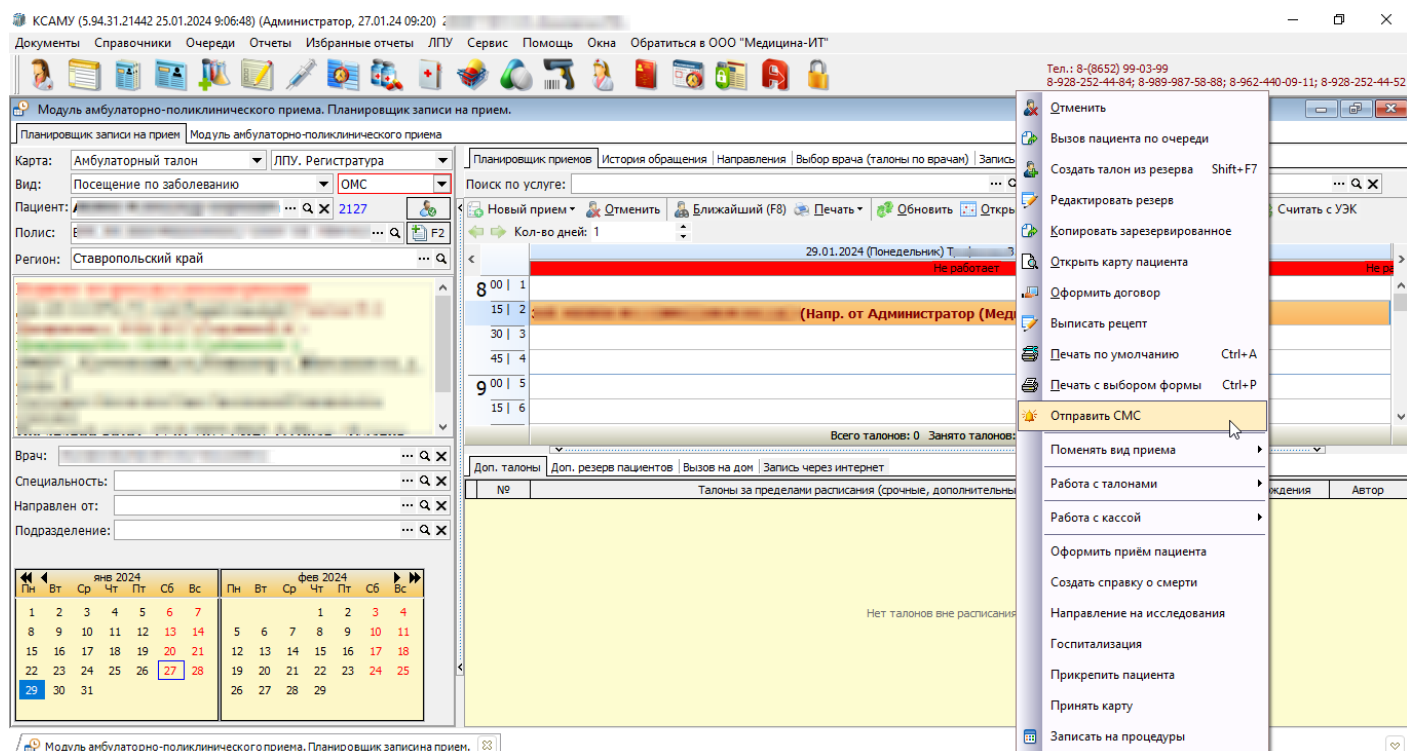 КСАМУ (5.94.31.21442 25.01.2024 9:06:48) (Администратор, 27.01.24 09:20)
Документы Справочники Очереди Отчеты Избранные отчеты ЛПУ Сервис Помощь Окна Обратиться в ООО "Медицина-ИТ"
Тел.: 8-(8652) 99-03-99
8-928-252-44-84; 8-989-987-58-88; 8-962-440-09-11; 8-928-252-44-52
Модуль амбулаторно-поликлинического приема. Планировщик записи на прием.
Планировщик записи на прием Модуль амбулаторно-поликлинического приема
Карта: Амбулаторный талон ЛПУ. Регистратура
Вид: Посещение по заболеванию ОМС
Пациент: 2127
Полис: F2
Регион: Ставропольский край
Врач:
Специальность:
Направлен от:
Подразделение:
янв 2024 фев 2024
Пн Вт Ср Чт Пт Сб Вс Пн Вт Ср Чт Пт Сб Вс
1 2 3 4 5 6 7 1 2 3 4
8 9 10 11 12 13 14 5 6 7 8 9 10 11
15 16 17 18 19 20 21 12 13 14 15 16 17 18
22 23 24 25 26 27 28 19 20 21 22 23 24 25
29 30 31 26 27 28 29
Планировщик приемов История обращения Направления Выбор врача (талоны по врачам) Запись
Поиск по услуге:
Новый прием Отменить Ближайший (F8) Печать Обновить Откры Считать с УЭК
Кол-во дней: 1
29.01.2024 (Понедельник)
Не работает Не ра
8 00 1
15 2 (Напр. от Администратор (Меди
30 3
45 4
9 00 5
15 6
Всего талонов: 0 Занято талонов:
Доп. талоны Доп. резерв пациентов Вызов на дом Запись через интернет
№ Талоны за пределами расписания (срочные, дополнительны ждения Автор
Нет талонов вне расписания
Отменить
Вызов пациента по очереди
Создать талон из резерва Shift+F7
Редактировать резерв
Копировать зарезервированное
Открыть карту пациента
Оформить договор
Выписать рецепт
Печать по умолчанию Ctrl+A
Печать с выбором формы Ctrl+P
Отправить СМС
Поменять вид приема
Работа с талонами
Работа с кассой
Оформить приём пациента
Создать справку о смерти
Направление на исследования
Госпитализация
Прикрепить пациента
Принять карту
Записать на процедуры
Модуль амбулаторно-поликлинического приема. Планировщик записи на прием.